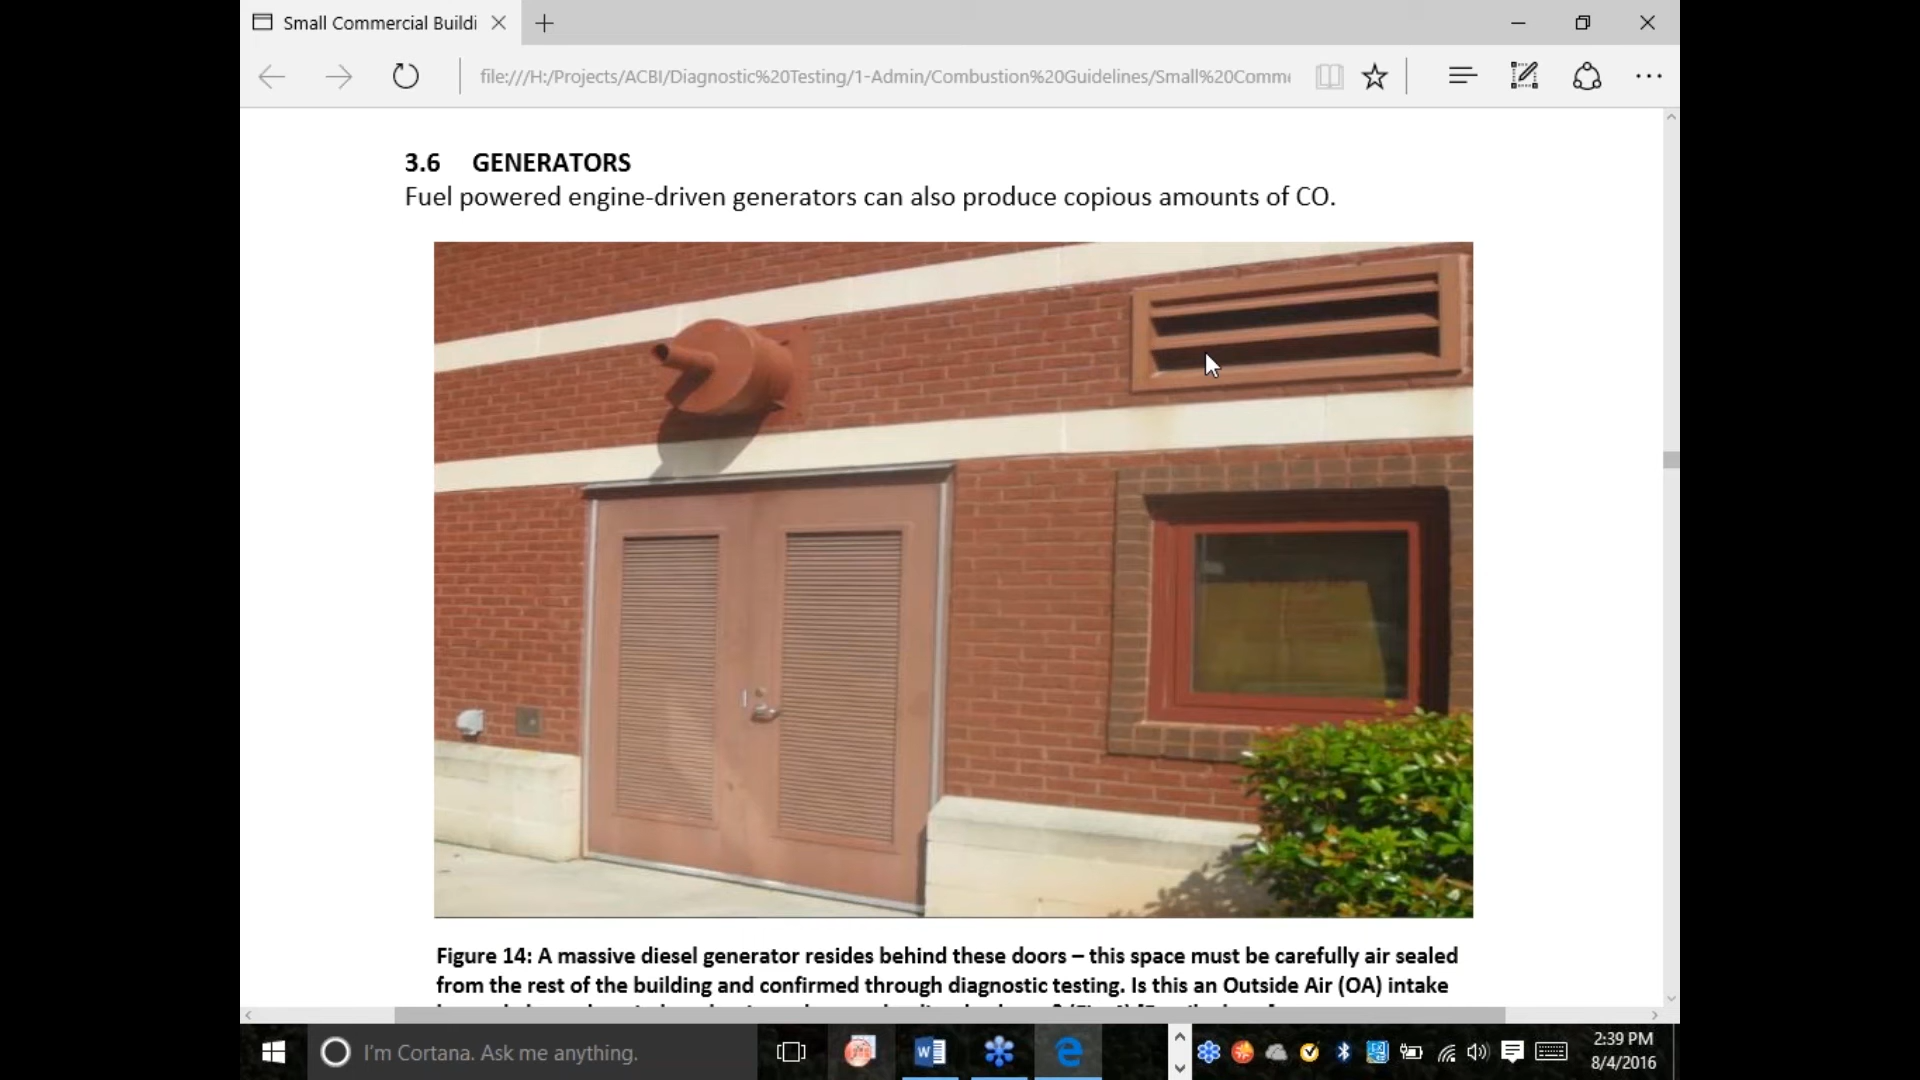 Small Commercial Buildi
file:///H:/Projects/ACBI/Diagnostic%20Testing/1-Admin/Combustion%20Guidelines/Small%20Comm
3.6 GENERATORS
Fuel powered engine-driven generators can also produce copious amounts of CO.
Figure 14: A massive diesel generator resides behind these doors – this space must be carefully air sealed
from the rest of the building and confirmed through diagnostic testing. Is this an Outside Air (OA) intake
I'm Cortana. Ask me anything.
2:39 PM
8/4/2016